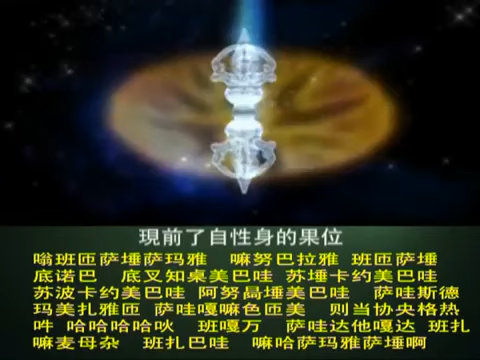 現前了自性身的果位
嗡班匝萨埵萨玛雅 嘛努巴拉雅 班匝萨埵
底诺巴 底叉知桌美巴哇 苏埵卡约美巴哇
苏波卡约美巴哇 阿努晶埵美巴哇 萨哇斯德
玛美扎雅匝 萨哇嘎嘛色匝美 则当协央格热
吽 哈哈哈哈吙 班嘎万 萨哇达他嘎达 班扎
嘛麦母杂 班扎巴哇 嘛哈萨玛雅萨埵啊